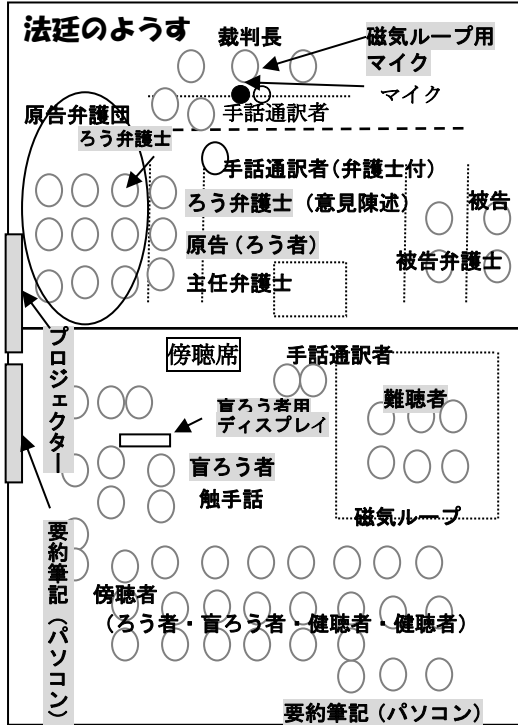 法廷のようす
裁判長
磁気ループ用
マイク
マイク
手話通訳者
原告弁護団
ろう弁護士
手話通訳者(弁護士付)
ろう弁護士(意見陳述)
被告
原告(ろう者)
被告弁護士
主任弁護士
プロジェクター
傍聴席
手話通訳者
盲ろう者用
ディスプレイ
難聴者
盲ろう者
触手話
磁気ループ
要約筆記(パソコン)
傍聴者
(ろう者・盲ろう者・健聴者・健聴者)
要約筆記(パソコン)